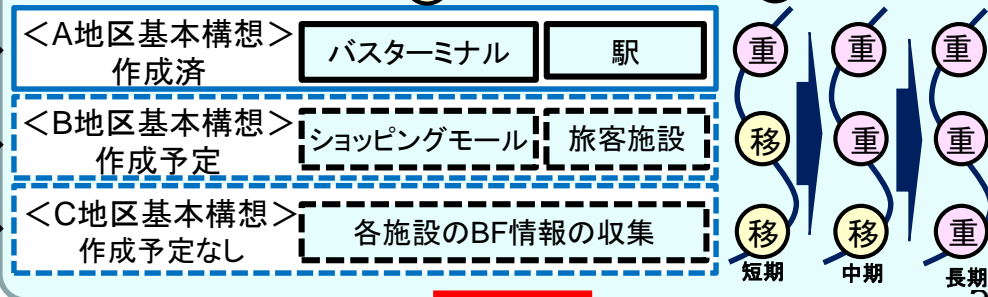 <A地区基本構想>
作成済
バスターミナル
駅
重
重
重
<B地区基本構想>
作成予定
ショッピングモール
旅客施設
移
重
重
<C地区基本構想>
作成予定なし
各施設のBF情報の収集
移
移
重
短期
中期
長期